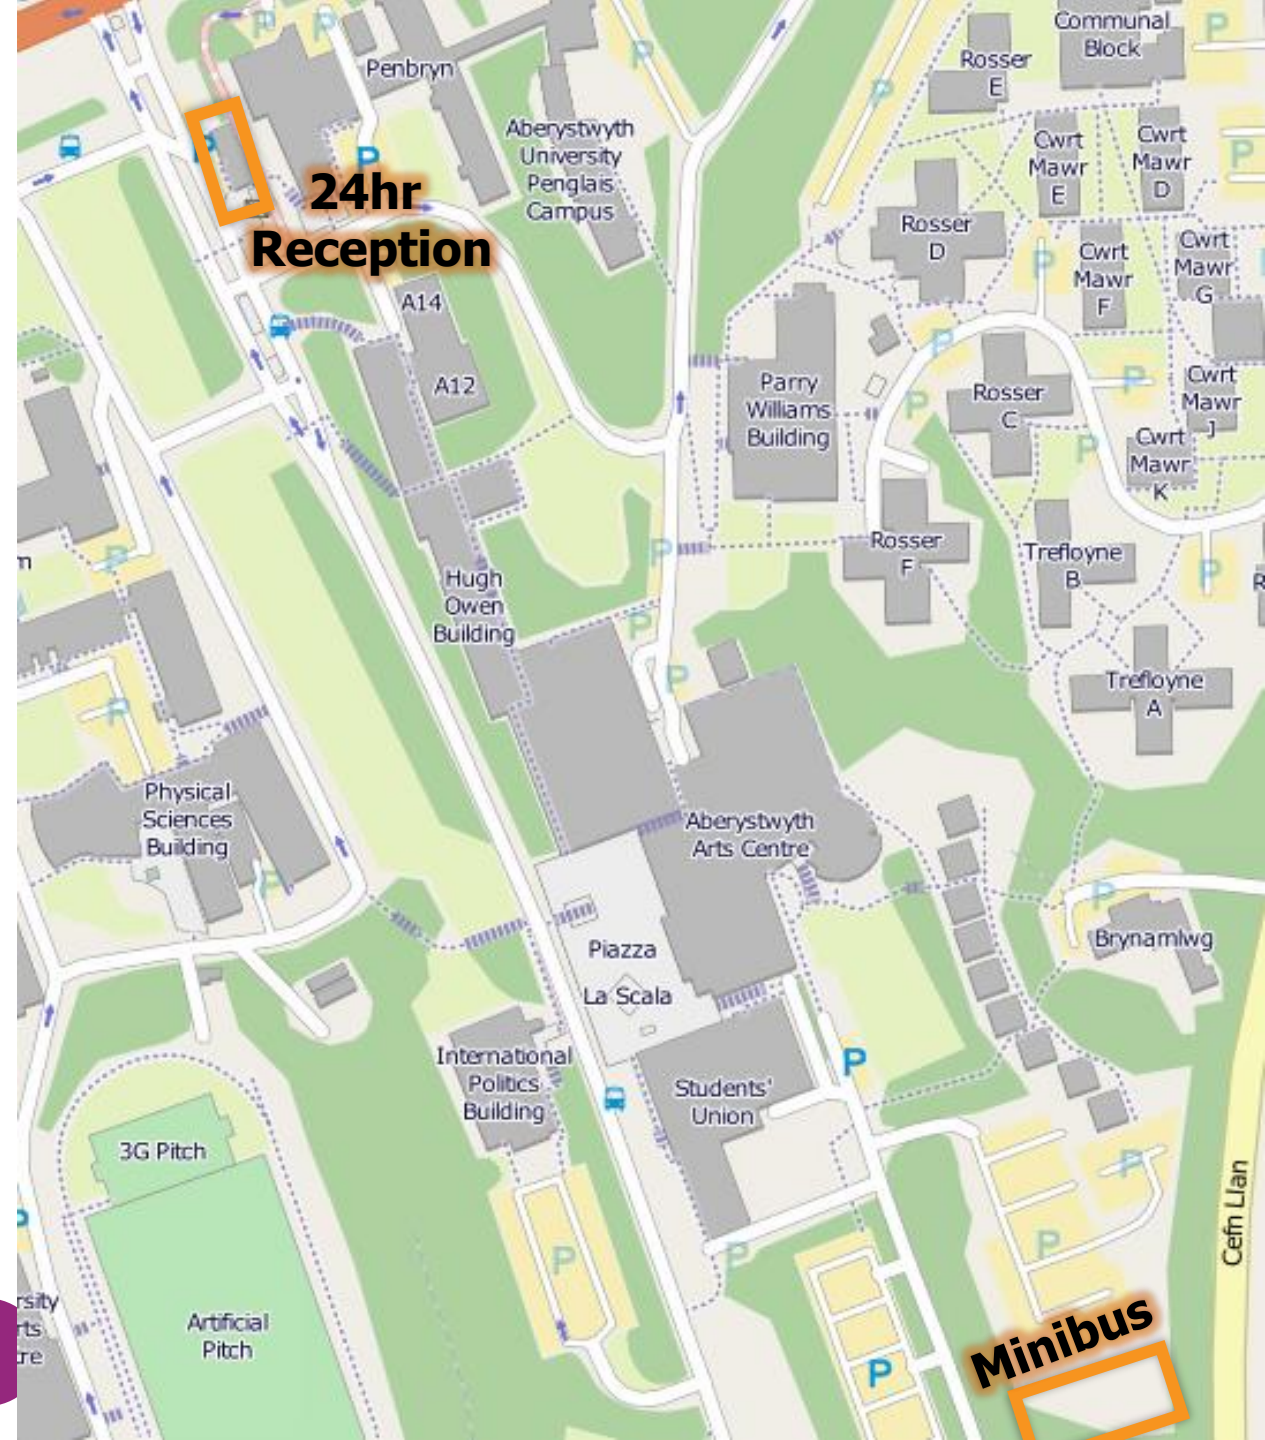 P
P
P
Communal
Block
P
Penbryn
Rosser
E
P
Aberystwyth
University
Penglais
Campus
Cwrt
Mawr
E
Cwrt
Mawr
D
P
P
P
24hr
Reception
Rosser
D
Cwrt
Mawr
F
Cwrt
Mawr
G
P
A14
P
A12
Parry
Williams
Building
Rosser
C
P
P
Cwrt
Mawr
J
Cwrt
Mawr
K
P
P
Rosser
F
Trefloyne
B
P
P
Hugh
Owen
Building
P
P
Trefloyne
A
P
Physical
Sciences
Building
Aberystwyth
Arts Centre
P
P
Brynamlwg
Piazza
La Scala
International
Politics
Building
Students'
Union
P
3G Pitch
P
P
Cefn Llan
P
P
P
Artificial
Pitch
rsity
rts
tre
Minibus
P